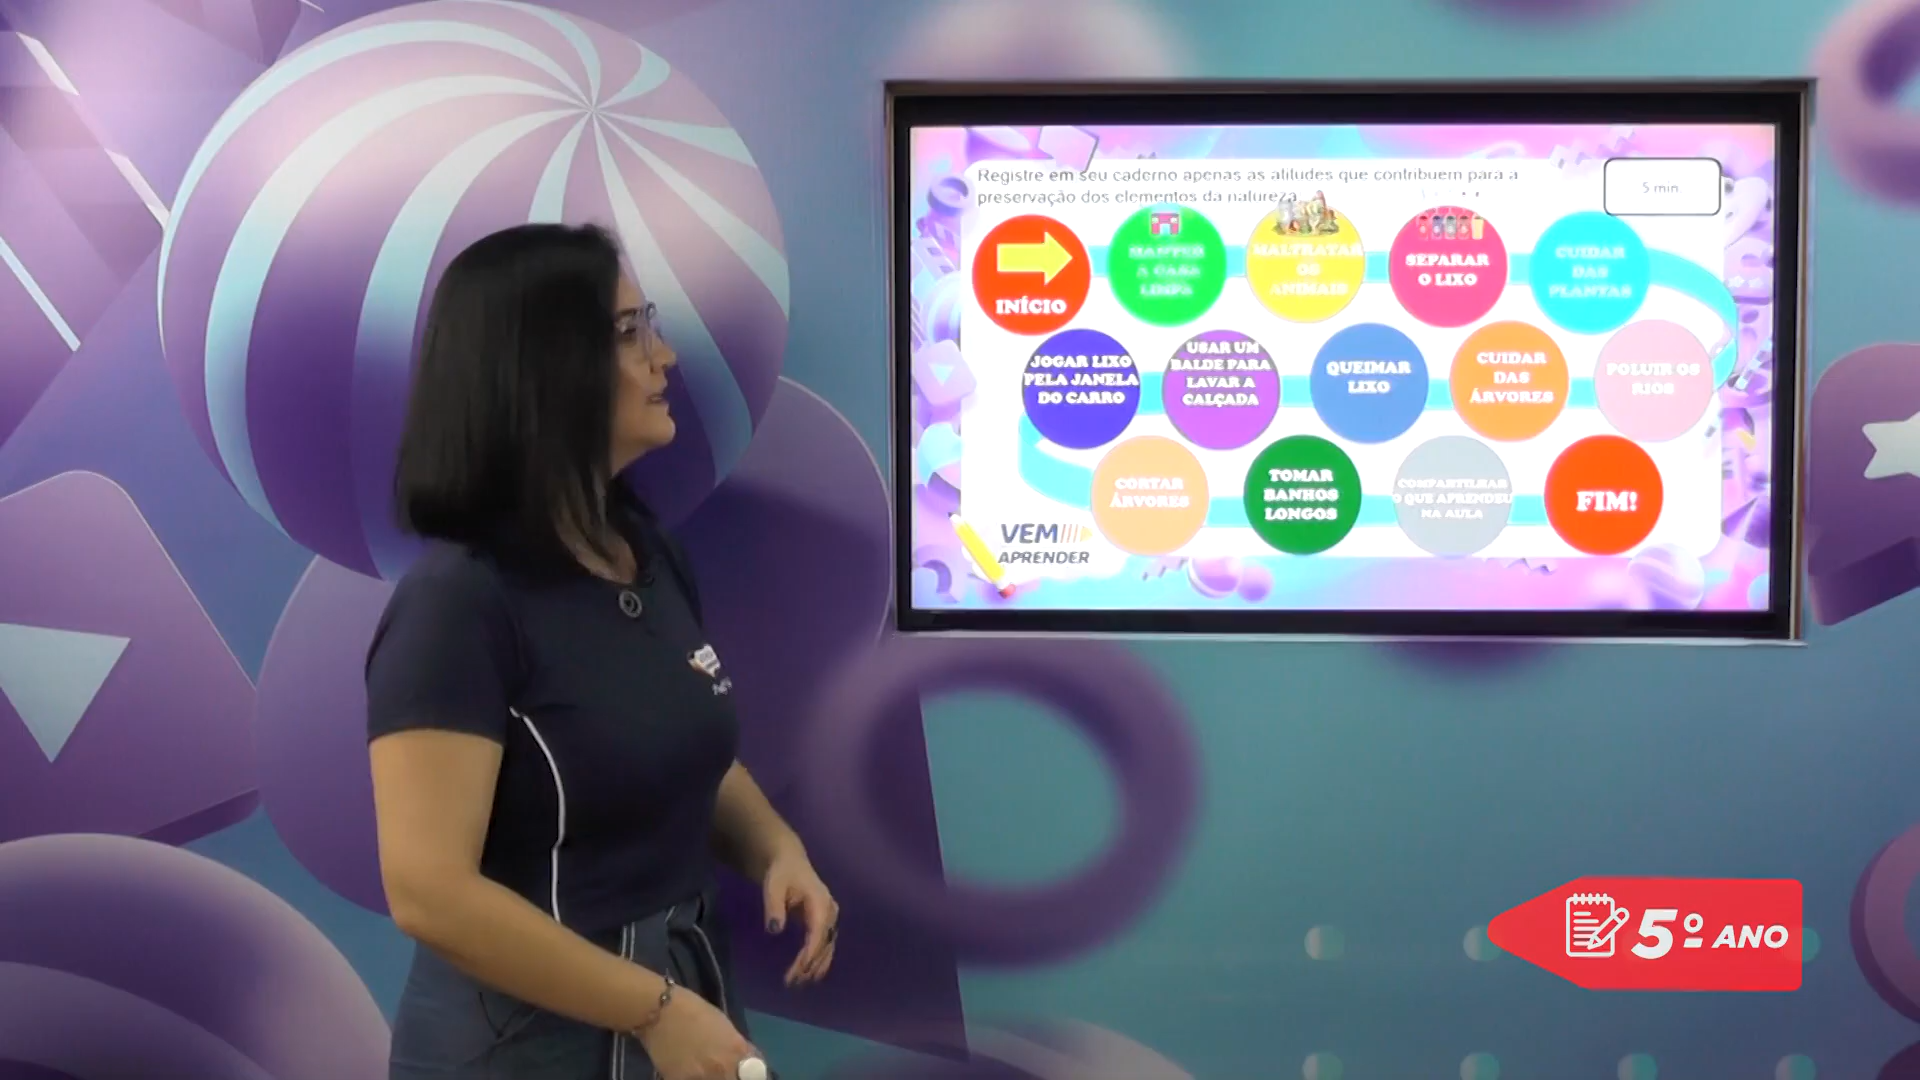 Registre em seu caderno apenas as atitudes que contribuem para a
preservação dos elementos da natureza.
5 min.
INÍCIO
MANTER
A CASA
LIMPA
MALTRATAR
OS
ANIMAIS
SEPARAR
O LIXO
CUIDAR
DAS
PLANTAS
JOGAR LIXO
PELA JANELA
DO CARRO
USAR UM
BALDE PARA
LAVAR A
CALÇADA
QUEIMAR
LIXO
CUIDAR
DAS
ÁRVORES
POLUIR OS
RIOS
CORTAR
ÁRVORES
TOMAR
BANHOS
LONGOS
COMPARTILHAR
O QUE APRENDEU
NA AULA
FIM!
VEM
APRENDER
5º ANO